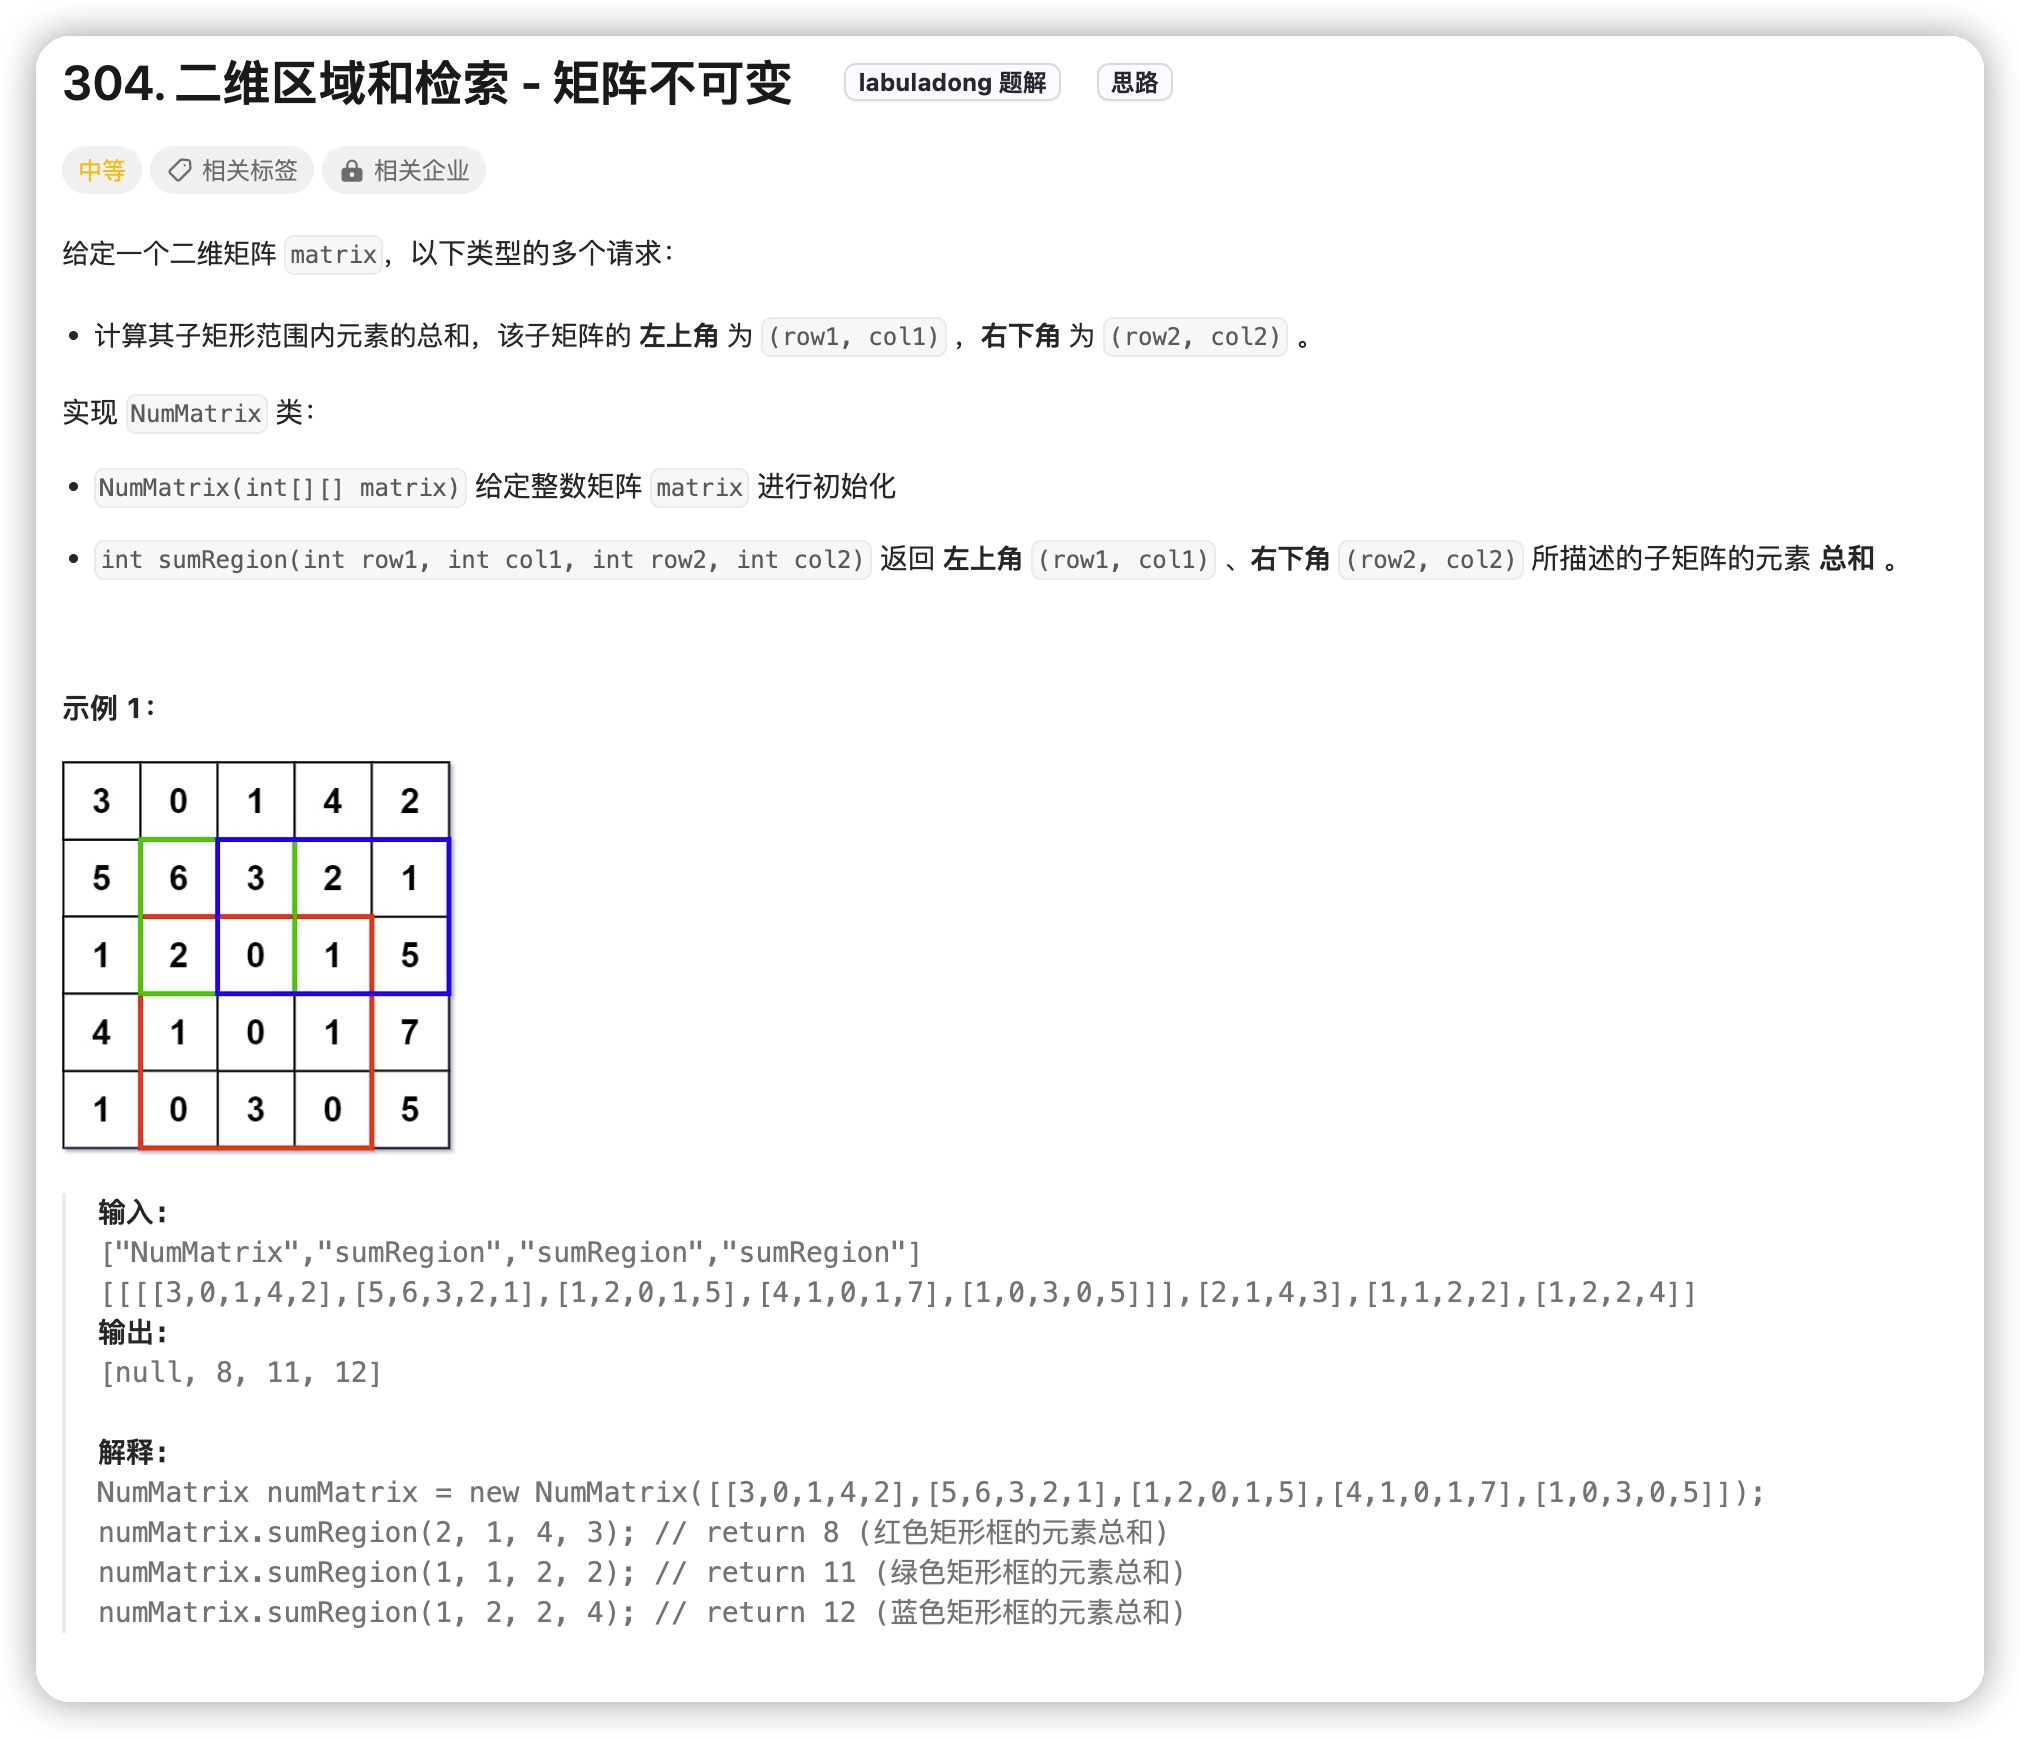 304. 二维区域和检索 - 矩阵不可变 labuladong 题解 思路
中等 相关标签 相关企业
给定一个二维矩阵 matrix，以下类型的多个请求：
• 计算其子矩形范围内元素的总和，该子矩阵的 左上角 为 (row1, col1) ，右下角 为 (row2, col2) 。
实现 NumMatrix 类：
• NumMatrix(int[][] matrix) 给定整数矩阵 matrix 进行初始化
• int sumRegion(int row1, int col1, int row2, int col2) 返回 左上角 (row1, col1) 、右下角 (row2, col2) 所描述的子矩阵的元素 总和 。
示例 1：
3 0 1 4 2
5 6 3 2 1
1 2 0 1 5
4 1 0 1 7
1 0 3 0 5
输入:
["NumMatrix","sumRegion","sumRegion","sumRegion"]
[[[[3,0,1,4,2],[5,6,3,2,1],[1,2,0,1,5],[4,1,0,1,7],[1,0,3,0,5]]],[2,1,4,3],[1,1,2,2],[1,2,2,4]]
输出:
[null, 8, 11, 12]
解释:
NumMatrix numMatrix = new NumMatrix([[3,0,1,4,2],[5,6,3,2,1],[1,2,0,1,5],[4,1,0,1,7],[1,0,3,0,5]]);
numMatrix.sumRegion(2, 1, 4, 3); // return 8 (红色矩形框的元素总和)
numMatrix.sumRegion(1, 1, 2, 2); // return 11 (绿色矩形框的元素总和)
numMatrix.sumRegion(1, 2, 2, 4); // return 12 (蓝色矩形框的元素总和)